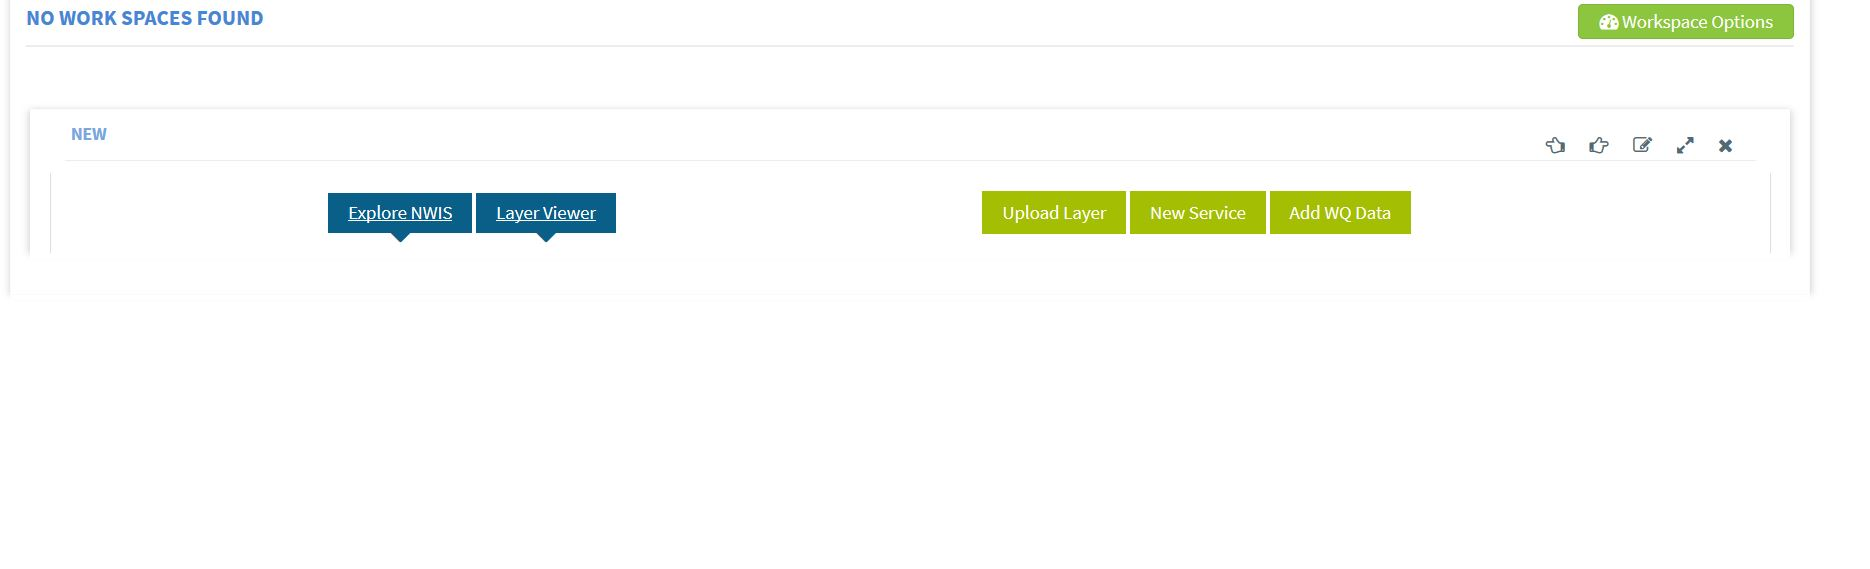 NO WORK SPACES FOUND
Workspace Options
NEW
Explore NWIS
Layer Viewer
Upload Layer
New Service
Add WQ Data